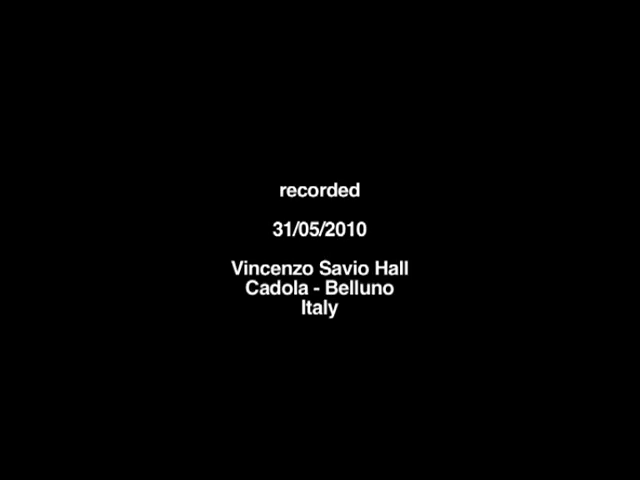 recorded
31/05/2010
Vincenzo Savio Hall
Cadola - Belluno
Italy